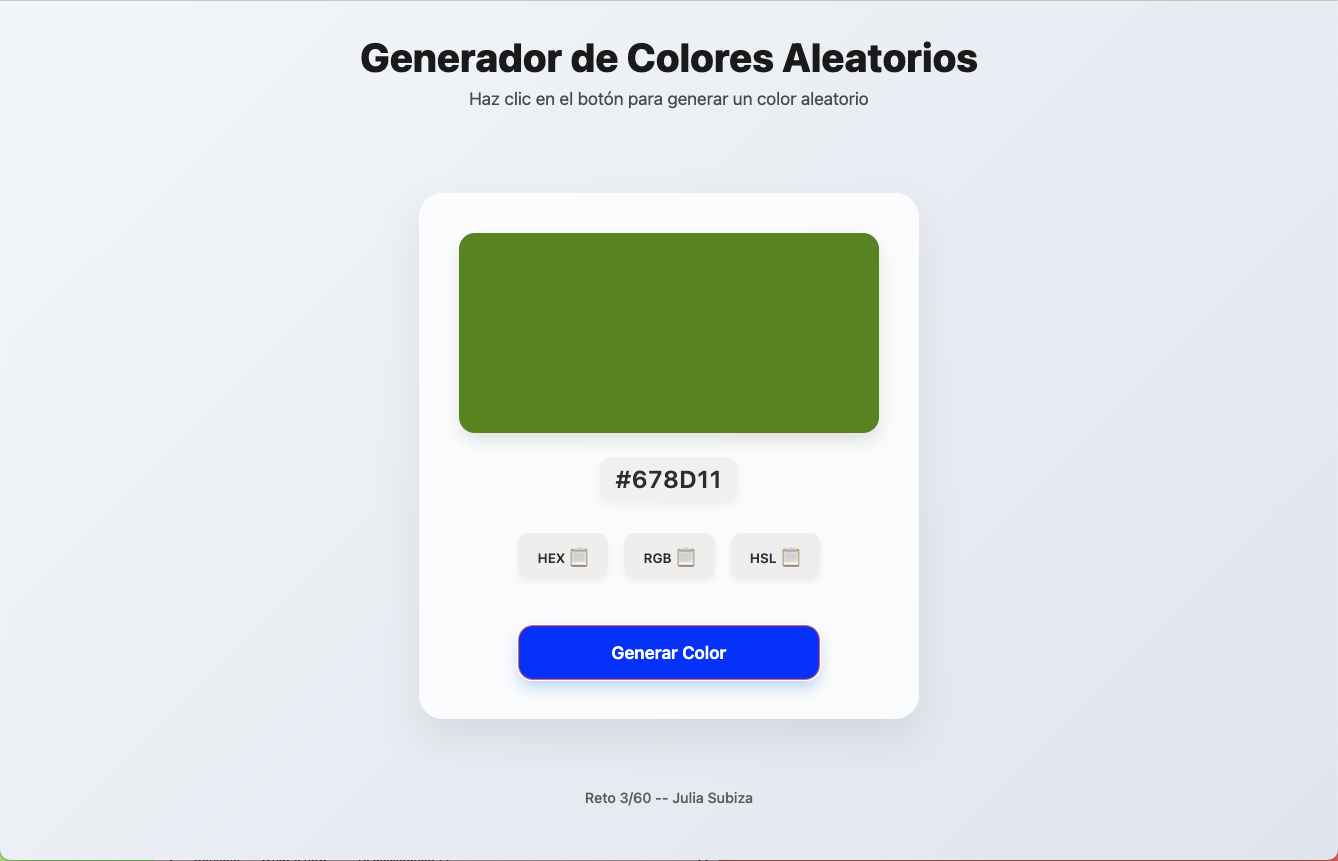 Generador de Colores Aleatorios
Haz clic en el botón para generar un color aleatorio
#678D11
HEX 📋 RGB 📋 HSL 📋
Generar Color
Reto 3/60 -- Julia Subiza